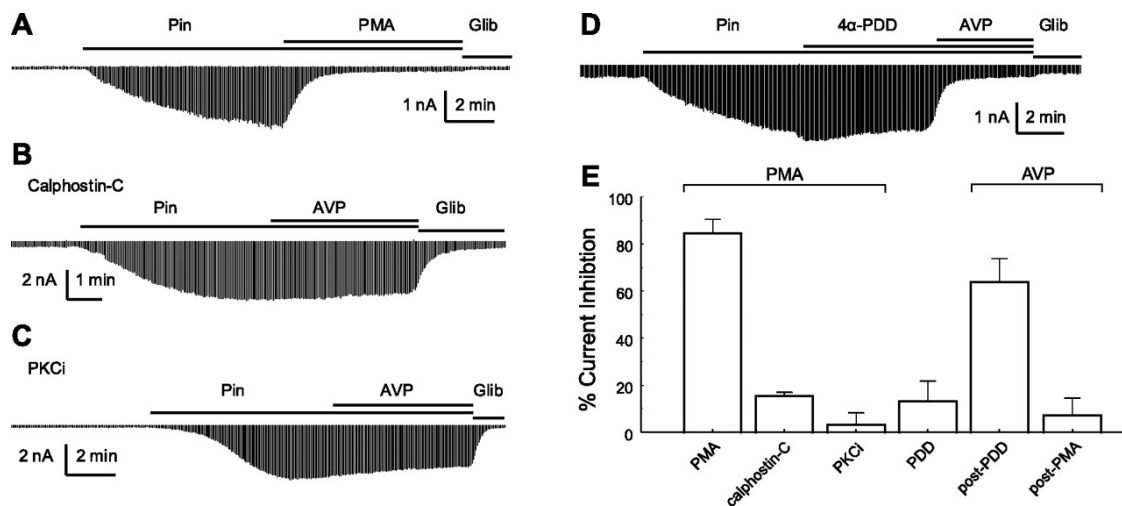 A
Pin PMA Glib
1 nA 2 min
B
Calphostin-C
Pin AVP Glib
2 nA 1 min
C
PKCi
Pin AVP Glib
2 nA 2 min
D
Pin 4α-PDD AVP Glib
1 nA 2 min
E
PMA AVP
% Current Inhibtion
100
80
60
40
20
0
PMA
calphostin-C
PKCi
PDD
post-PDD
post-PMA